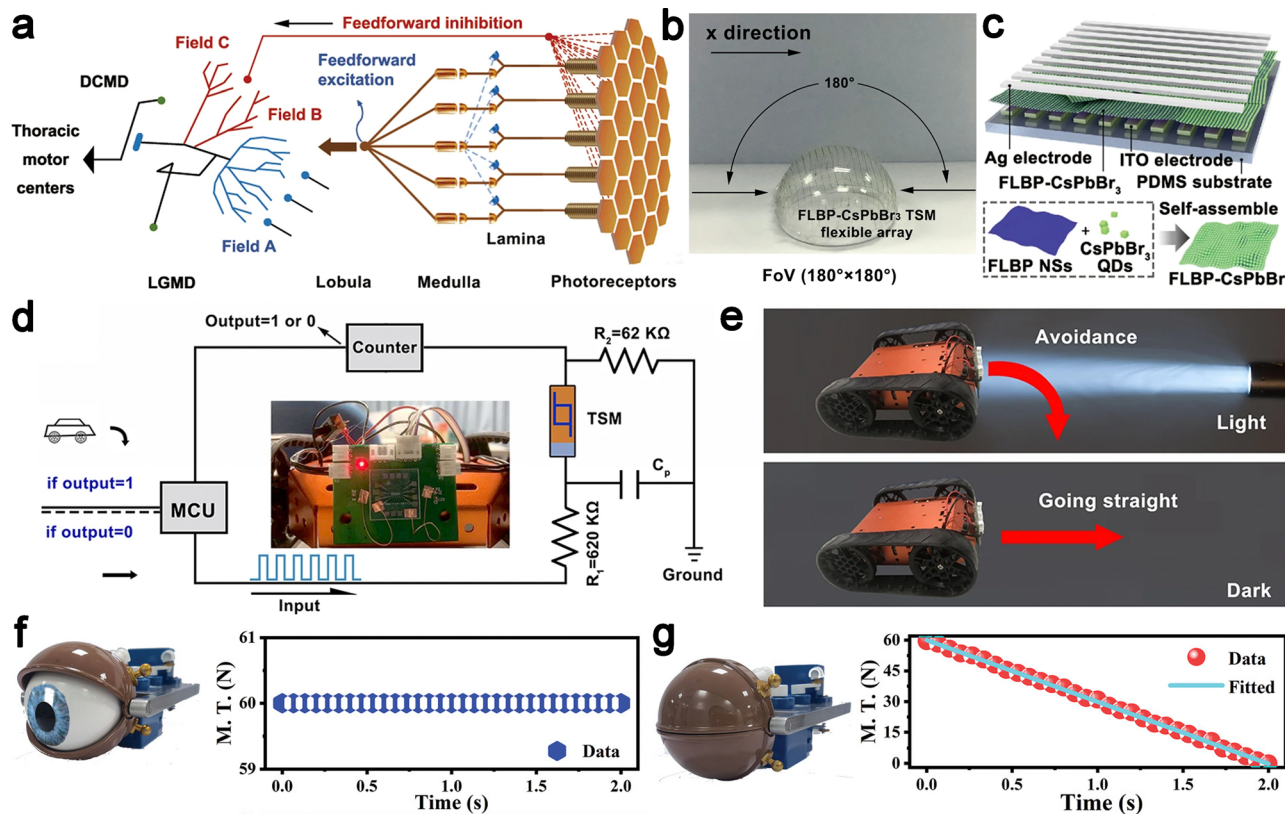 a
Feedforward inihibition
Field C
Feedforward
excitation
DCMD
Field B
Thoracic
motor
centers
Field A
Lamina
LGMD
Lobula
Medulla
Photoreceptors
b
x direction
180°
FLBP-CsPbBr₃ TSM
flexible array
FoV (180°×180°)
c
Ag electrode
ITO electrode
FLBP-CsPbBr₃
PDMS substrate
Self-assemble
+
CsPbBr₃
QDs
FLBP NSs
FLBP-CsPbBr
d
Output=1 or 0
Counter
R₂=62 KΩ
TSM
Cₚ
if output=1
MCU
if output=0
R₁=620 KΩ
Ground
Input
e
Avoidance
Light
Going straight
Dark
f
61
60
59
M. T. (N)
Data
0.0 0.5 1.0 1.5 2.0
Time (s)
g
60
45
30
15
0
M. T. (N)
Data
Fitted
0.0 0.5 1.0 1.5 2.0
Time (s)